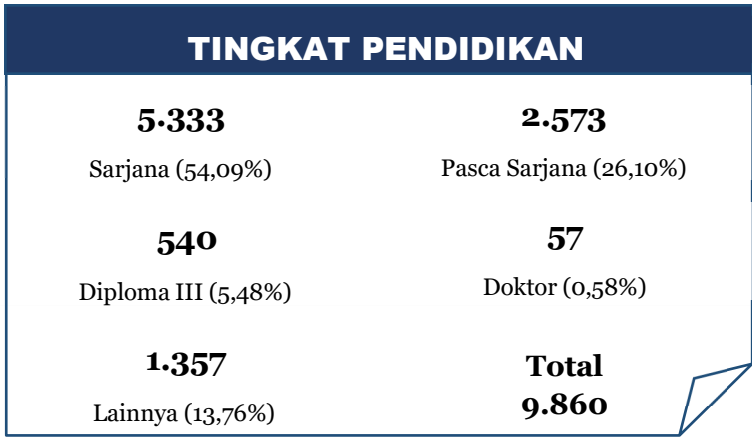 TINGKAT PENDIDIKAN
5.333
Sarjana (54,09%)
2.573
Pasca Sarjana (26,10%)
540
Diploma III (5,48%)
57
Doktor (0,58%)
1.357
Lainnya (13,76%)
Total
9.860